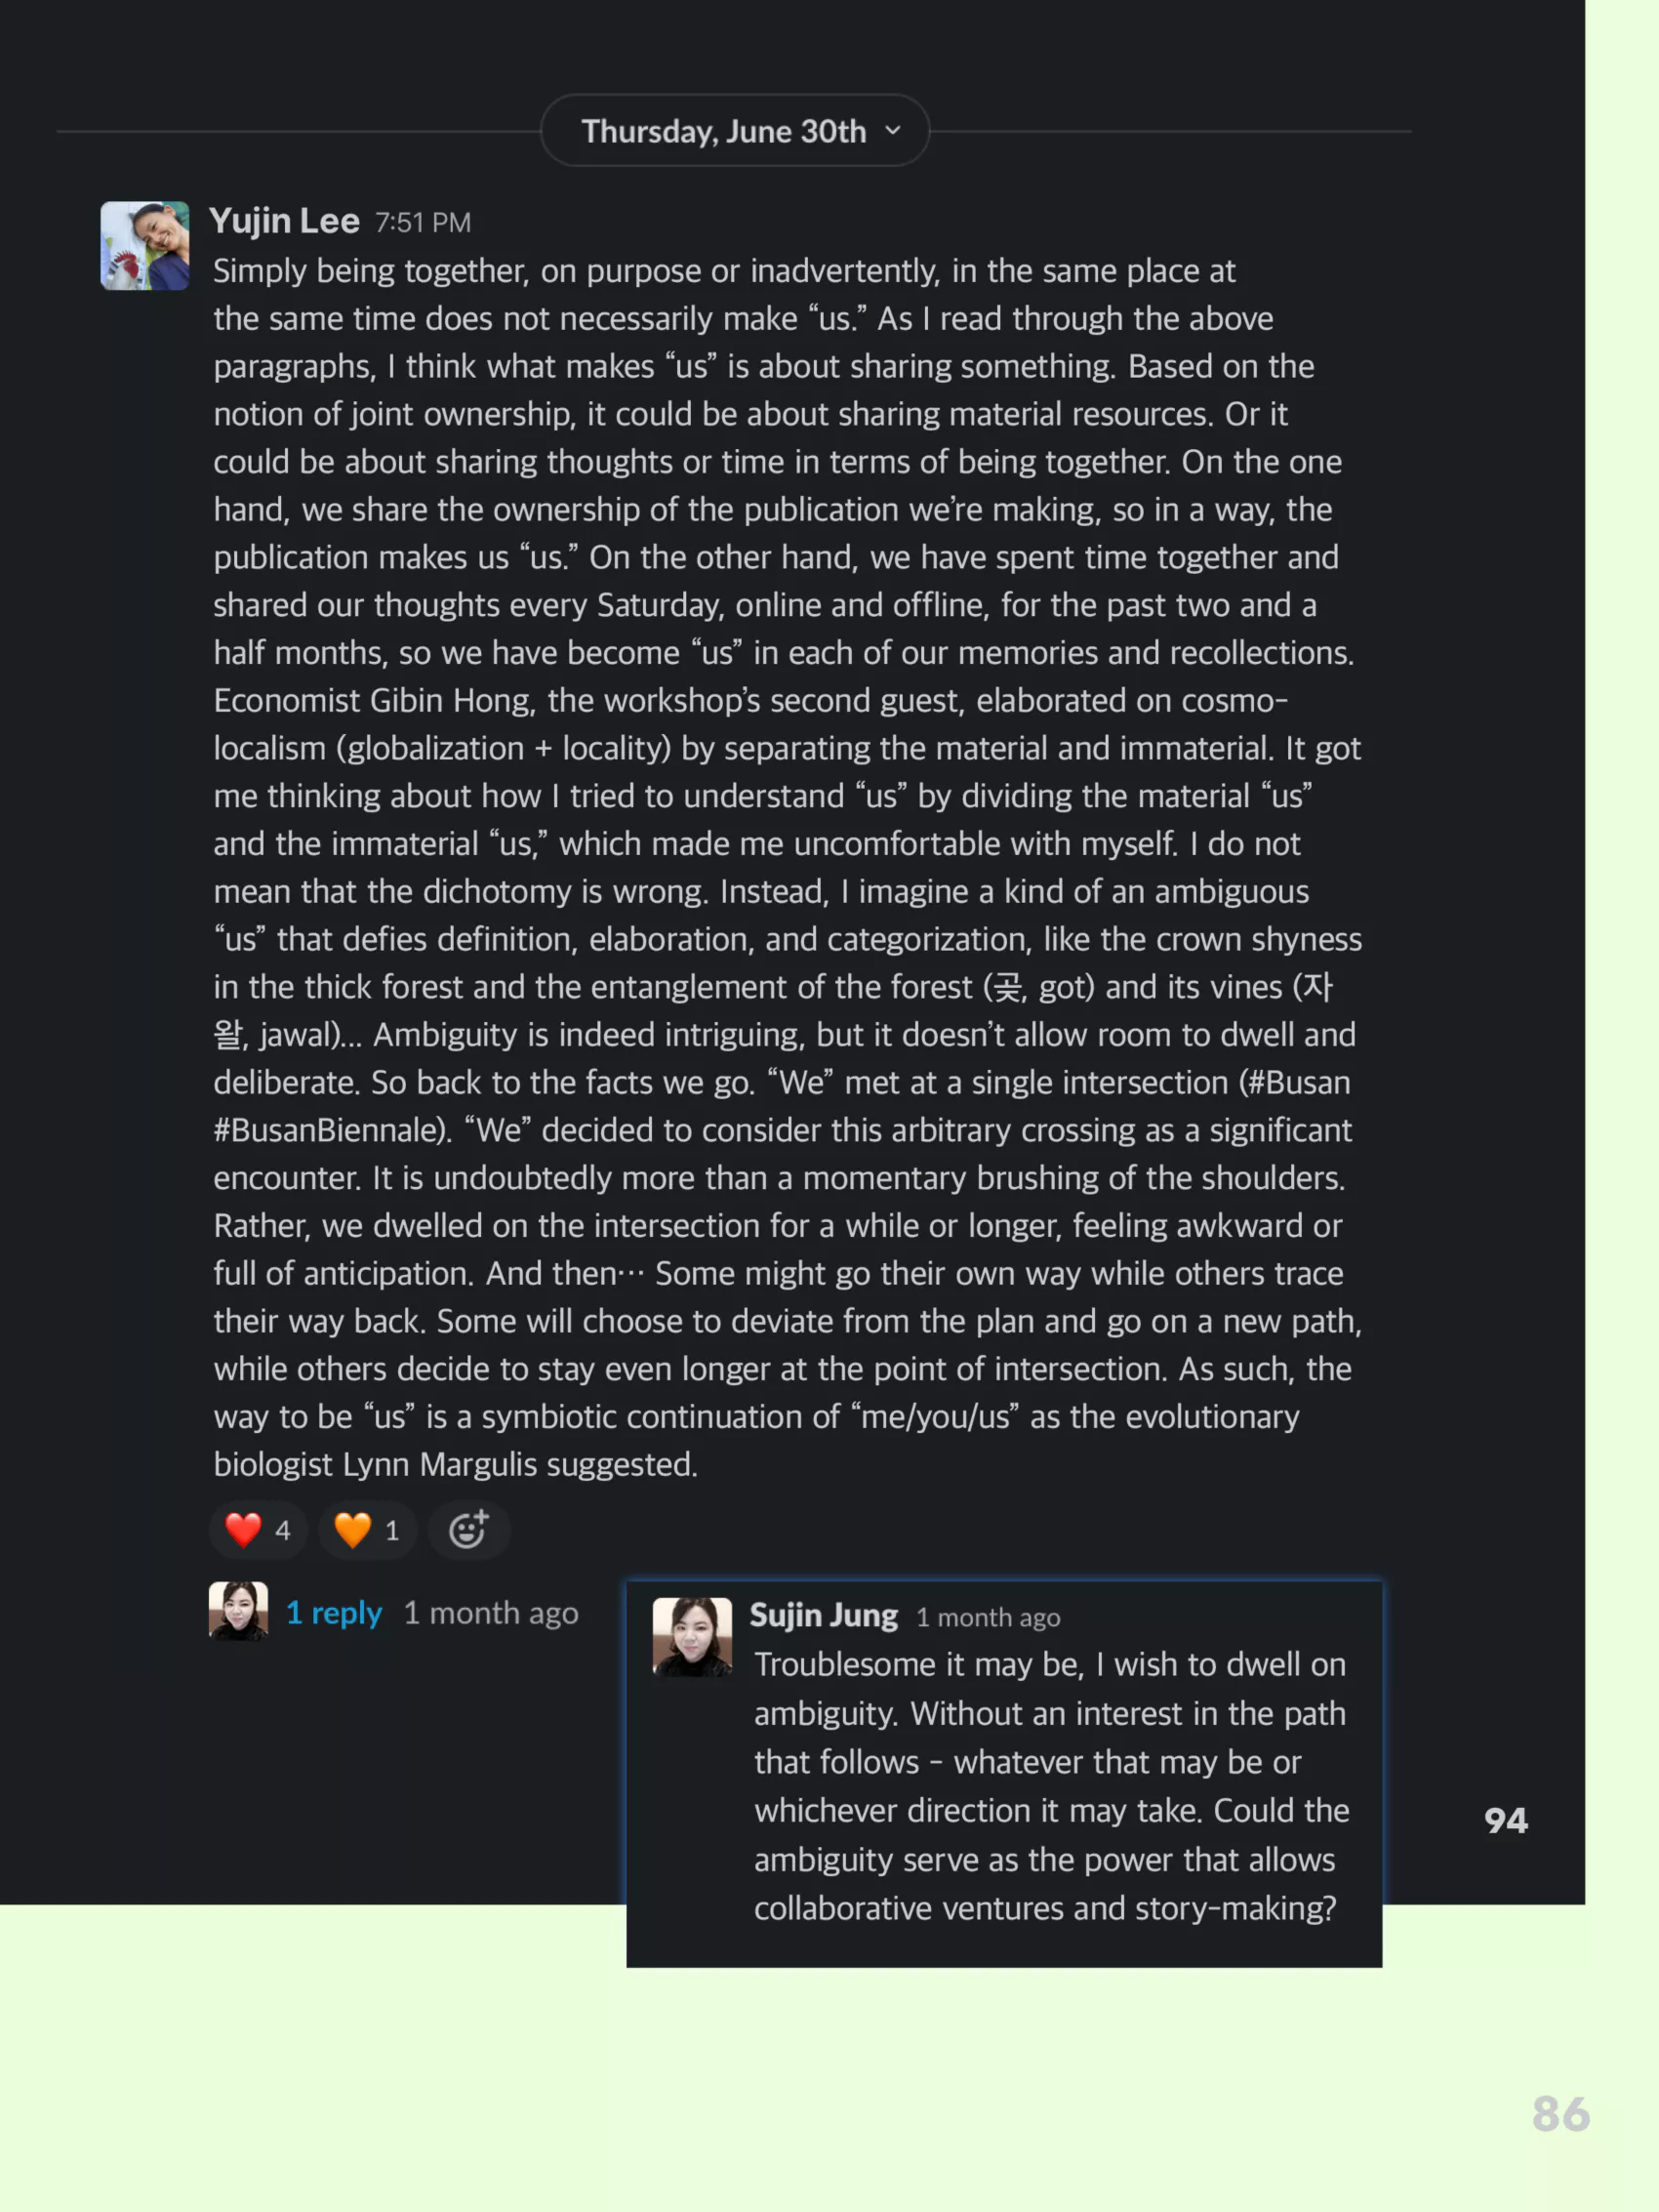 Thursday, June 30th
Yujin Lee 7:51 PM
Simply being together, on purpose or inadvertently, in the same place at
the same time does not necessarily make “us.” As I read through the above
paragraphs, I think what makes “us” is about sharing something. Based on the
notion of joint ownership, it could be about sharing material resources. Or it
could be about sharing thoughts or time in terms of being together. On the one
hand, we share the ownership of the publication we’re making, so in a way, the
publication makes us “us.” On the other hand, we have spent time together and
shared our thoughts every Saturday, online and offline, for the past two and a
half months, so we have become “us” in each of our memories and recollections.
Economist Gibin Hong, the workshop’s second guest, elaborated on cosmo-
localism (globalization + locality) by separating the material and immaterial. It got
me thinking about how I tried to understand “us” by dividing the material “us”
and the immaterial “us,” which made me uncomfortable with myself. I do not
mean that the dichotomy is wrong. Instead, I imagine a kind of an ambiguous
“us” that defies definition, elaboration, and categorization, like the crown shyness
in the thick forest and the entanglement of the forest (곶, got) and its vines (자
왈, jawal)... Ambiguity is indeed intriguing, but it doesn’t allow room to dwell and
deliberate. So back to the facts we go. “We” met at a single intersection (#Busan
#BusanBiennale). “We” decided to consider this arbitrary crossing as a significant
encounter. It is undoubtedly more than a momentary brushing of the shoulders.
Rather, we dwelled on the intersection for a while or longer, feeling awkward or
full of anticipation. And then⋯ Some might go their own way while others trace
their way back. Some will choose to deviate from the plan and go on a new path,
while others decide to stay even longer at the point of intersection. As such, the
way to be “us” is a symbiotic continuation of “me/you/us” as the evolutionary
biologist Lynn Margulis suggested.
4 1
1 reply 1 month ago
Sujin Jung 1 month ago
Troublesome it may be, I wish to dwell on
ambiguity. Without an interest in the path
that follows - whatever that may be or
whichever direction it may take. Could the
ambiguity serve as the power that allows
collaborative ventures and story-making?
94
86